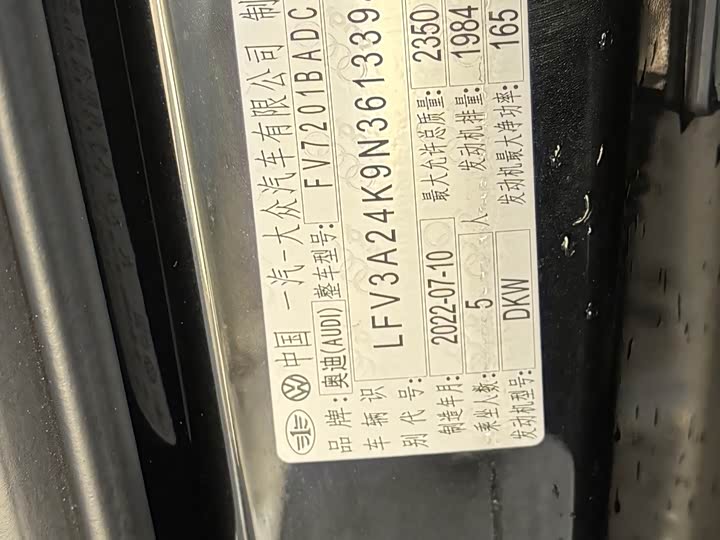 中国 一汽-大众汽车有限公司 制
品牌: 奥迪(AUDI) 整车型号: FV7201BADC
车辆识别代号: LFV3A24K9N361339
制造年月: 2022-07-10 最大允许总质量: 2350
乘坐人数: 5 人 发动机排量: 1984
发动机型号: DKW 发动机最大净功率: 165